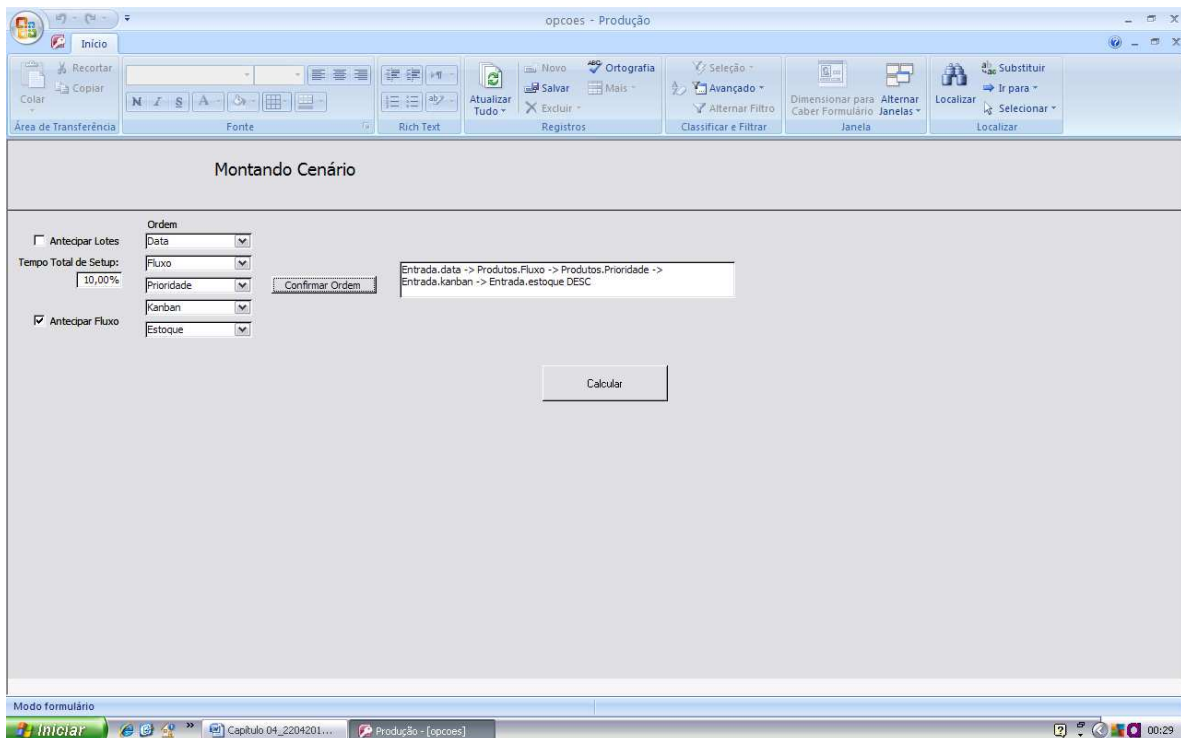 opcoes - Produção
Início
Colar
Recortar
Copiar
Área de Transferência
N I S A
Fonte
ab
Rich Text
Atualizar
Tudo
Novo
Salvar
Excluir
ABC Ortografia
Mais
Registros
Seleção
Avançado
Alternar Filtro
Classificar e Filtrar
Dimensionar para
Caber Formulário
Alternar
Janelas
Janela
Localizar
Substituir
Ir para
Selecionar
Localizar
Montando Cenário
Ordem
Antecipar Lotes
Data
Tempo Total de Setup:
Fluxo
10,00%
Prioridade
Confirmar Ordem
Entrada.data -> Produtos.Fluxo -> Produtos.Prioridade ->
Entrada.kanban -> Entrada.estoque DESC
Kanban
Antecipar Fluxo
Estoque
Calcular
Modo formulário
Iniciar
Capítulo 04_2204201...
Produção - [opcoes]
00:29